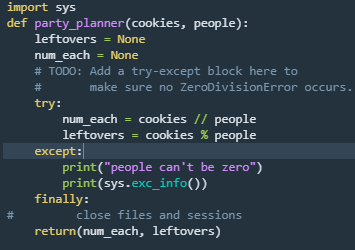 import sys
def party_planner(cookies, people):
    leftovers = None
    num_each = None
    # TODO: Add a try-except block here to
    #       make sure no ZeroDivisionError occurs.
    try:
        num_each = cookies // people
        leftovers = cookies % people
    except:
        print("people can't be zero")
        print(sys.exc_info())
    finally:
#         close files and sessions
    return(num_each, leftovers)